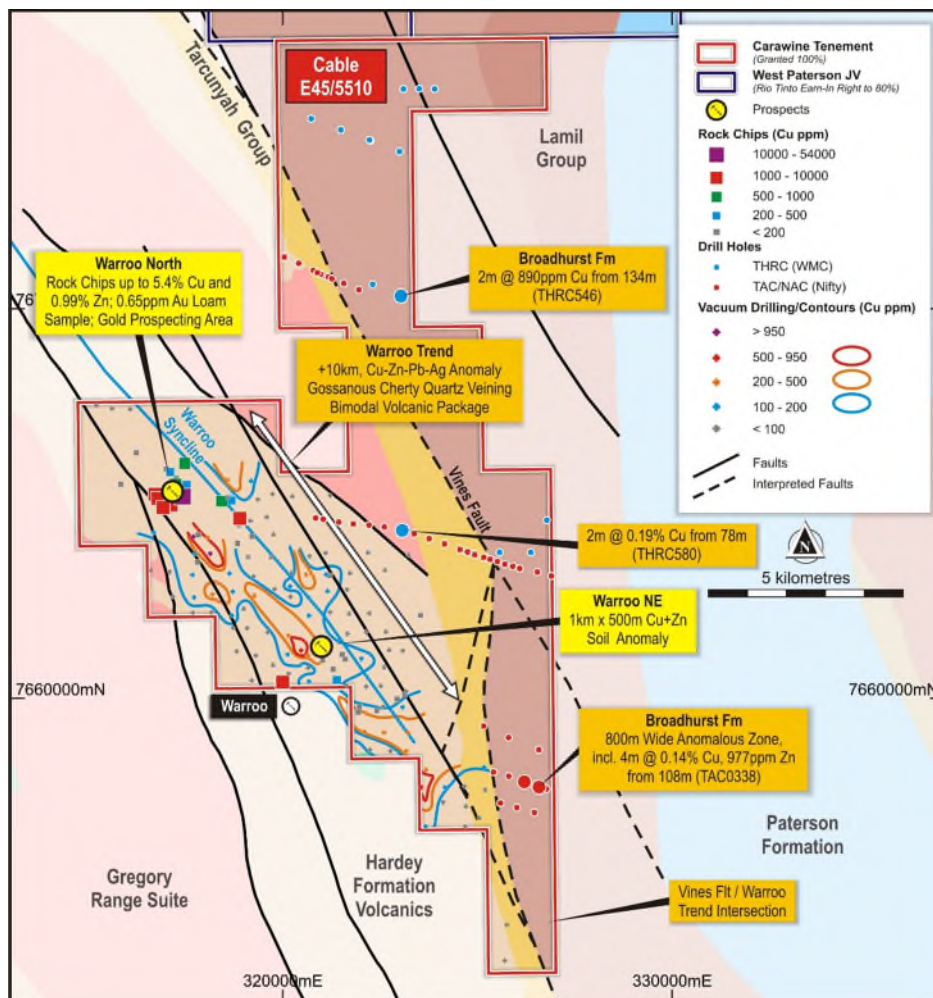 Tarcunyah Group
Cable
E45/5510
Lamil
Group
Carawine Tenement
(Granted 100%)
West Paterson JV
(Rio Tinto Earn-In Right to 80%)
Prospects
Rock Chips (Cu ppm)
10000 - 54000
1000 - 10000
500 - 1000
200 - 500
< 200
Drill Holes
THRC (WMC)
TAC/NAC (Nifty)
Vacuum Drilling/Contours (Cu ppm)
> 950
500 - 950
200 - 500
100 - 200
< 100
Faults
Interpreted Faults
N
5 kilometres
Warroo North
Rock Chips up to 5.4% Cu and
0.99% Zn; 0.65ppm Au Loam
Sample; Gold Prospecting Area
Broadhurst Fm
2m @ 890ppm Cu from 134m
(THRC546)
Warroo Trend
+10km, Cu-Zn-Pb-Ag Anomaly
Gossanous Cherty Quartz Veining
Bimodal Volcanic Package
Warroo
Syncline
Vines Fault
2m @ 0.19% Cu from 78m
(THRC580)
Warroo NE
1km x 500m Cu+Zn
Soil Anomaly
7660000mN
7660000mN
Warroo
Broadhurst Fm
800m Wide Anomalous Zone,
incl. 4m @ 0.14% Cu, 977ppm Zn
from 108m (TAC0338)
Paterson
Formation
Gregory
Range Suite
Hardey
Formation
Volcanics
Vines Flt / Warroo
Trend Intersection
320000mE
330000mE